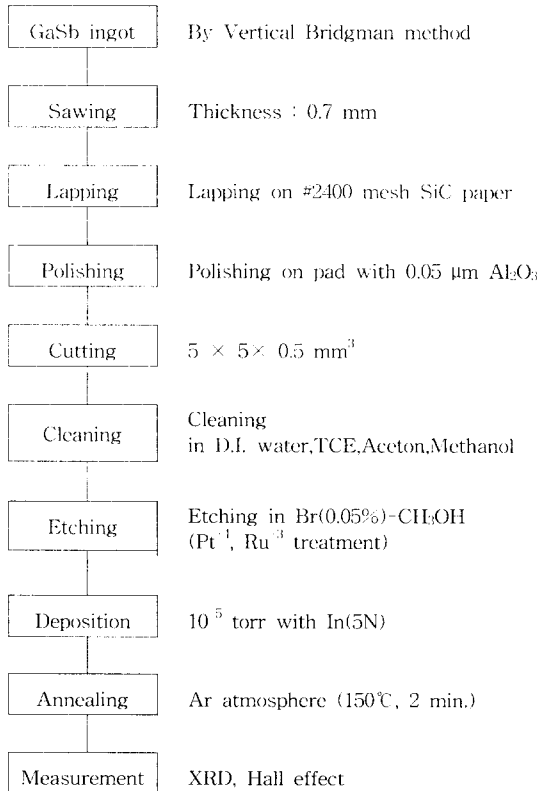 GaSb ingot By Vertical Bridgman method
Sawing Thickness : 0.7 mm
Lapping Lapping on #2400 mesh SiC paper
Polishing Polishing on pad with 0.05 μm Al₂O₃
Cutting 5 × 5× 0.5 mm³
Cleaning
Cleaning in D.I. water,TCE,Aceton,Methanol
Etching Etching in Br(0.05%)-CH₃OH
(Pt⁺⁴, Ru⁺³ treatment)
Deposition 10⁻⁵ torr with In(5N)
Annealing Ar atmosphere (150℃, 2 min.)
Measurement XRD, Hall effect